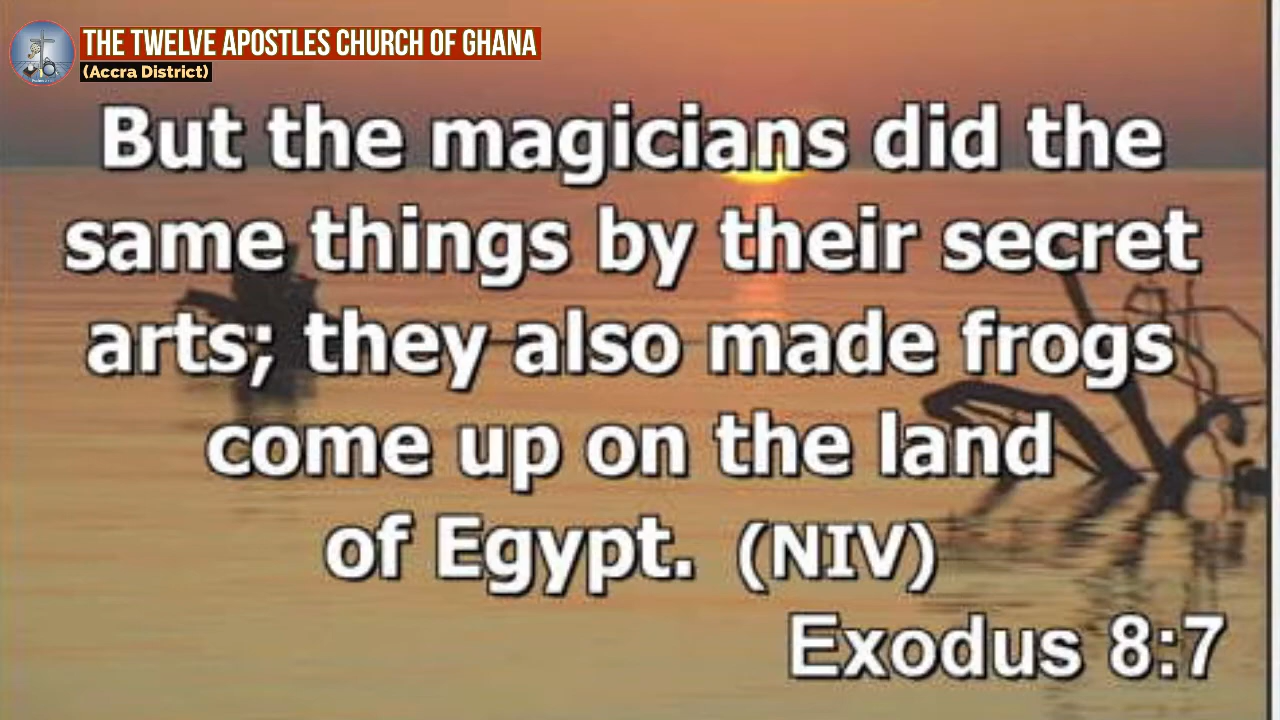 THE TWELVE APOSTLES CHURCH OF GHANA
(Accra District)
But the magicians did the
same things by their secret
arts; they also made frogs
come up on the land
of Egypt. (NIV)
Exodus 8:7